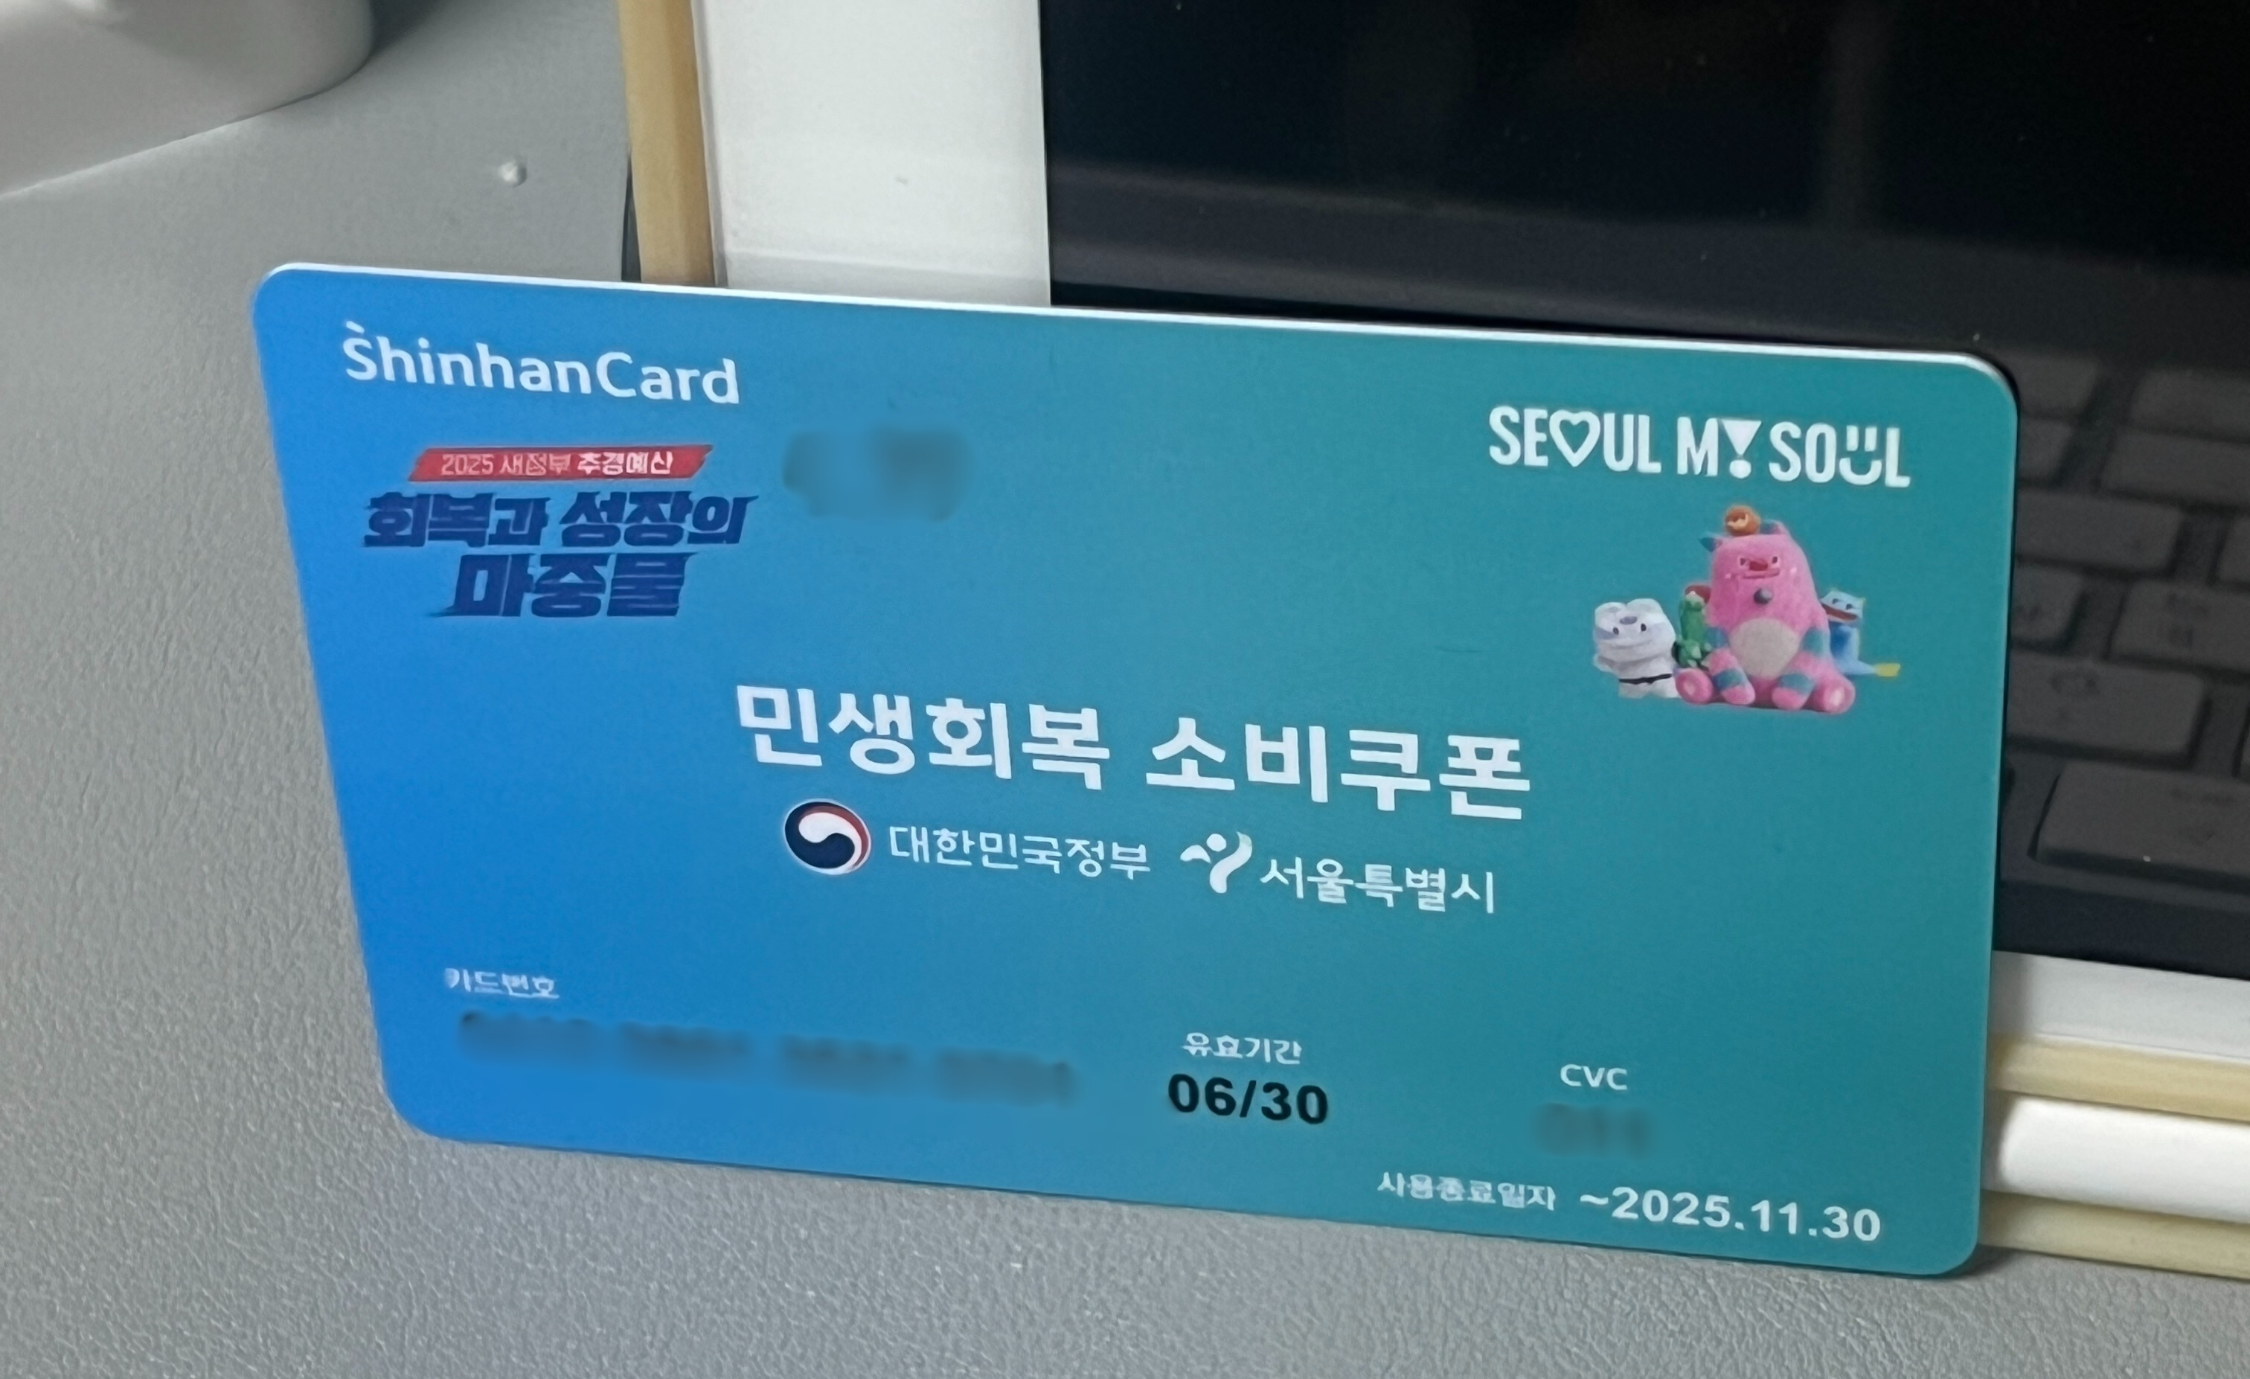 ShinhanCard
SEOUL MY SOUL
2025 새정부 추경예산
회복과 성장의
마중물
민생회복 소비쿠폰
대한민국정부 서울특별시
카드번호
유효기간
06/30
CVC
사용종료일자 ~2025.11.30